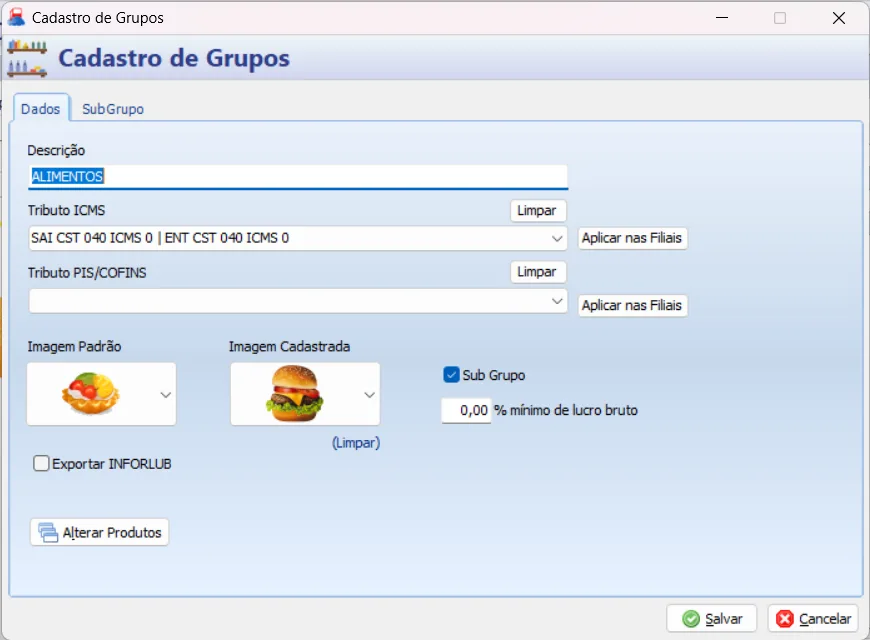 Cadastro de Grupos
Cadastro de Grupos
Dados SubGrupo
Descrição
ALIMENTOS
Tributo ICMS Limpar
SAI CST 040 ICMS 0 | ENT CST 040 ICMS 0 Aplicar nas Filiais
Tributo PIS/COFINS Limpar
Aplicar nas Filiais
Imagem Padrão Imagem Cadastrada
Sub Grupo
0,00 % mínimo de lucro bruto
(Limpar)
Exportar INFORLUB
Alterar Produtos
Salvar Cancelar